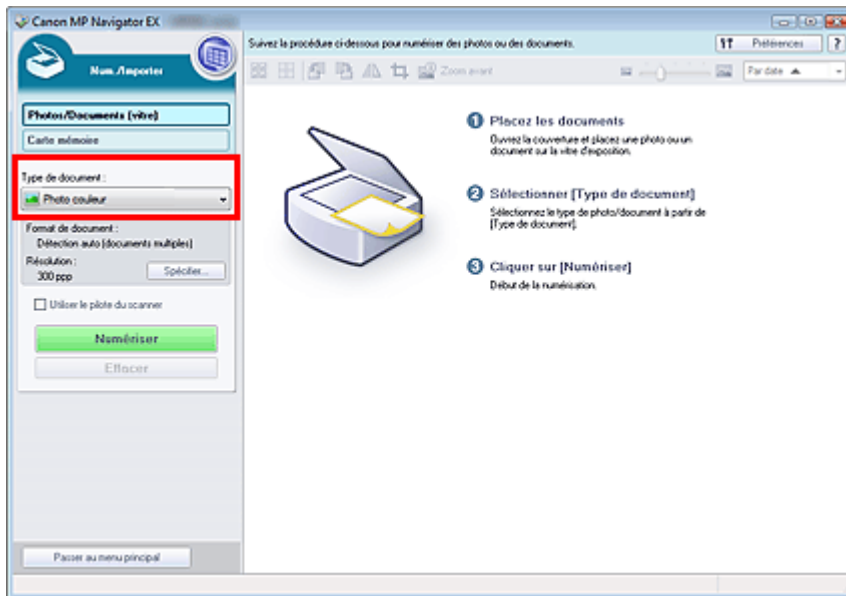 Canon MP Navigator EX
Num./Importer
Suivez la procédure ci-dessous pour numériser des photos ou des documents.
Préférences
?
Zoom avant
Par date
Photos/Documents (vitre)
Carte mémoire
Type de document :
Photo couleur
Format de document :
Détection auto (documents multiples)
Résolution :
300 ppp
Spécifier...
Utiliser le pilote du scanner
Numériser
Effacer
Passer au menu principal
1 Placez les documents
Ouvrez la couverture et placez une photo ou un
document sur la vitre d'exposition.
2 Sélectionner [Type de document]
Sélectionnez le type de photo/document à partir de
[Type de document].
3 Cliquer sur [Numériser]
Début de la numérisation.